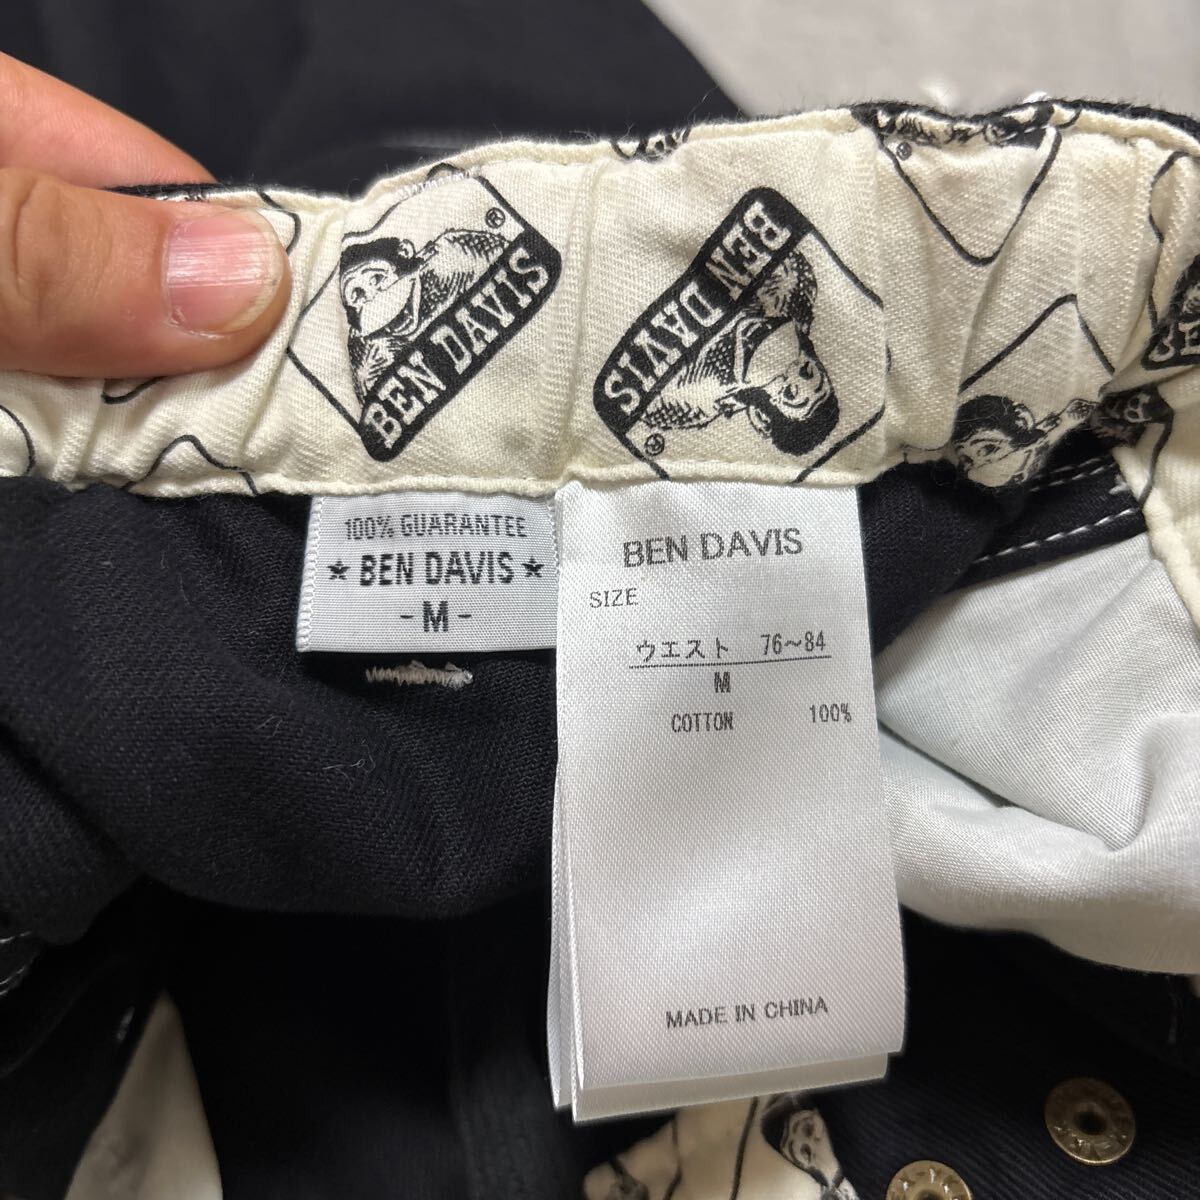 BEN DAVIS
®
BEN DAVIS
®
100% GUARANTEE
★ BEN DAVIS ★
- M -
BEN DAVIS
SIZE
ウエスト 76～84
M
COTTON 100%
MADE IN CHINA